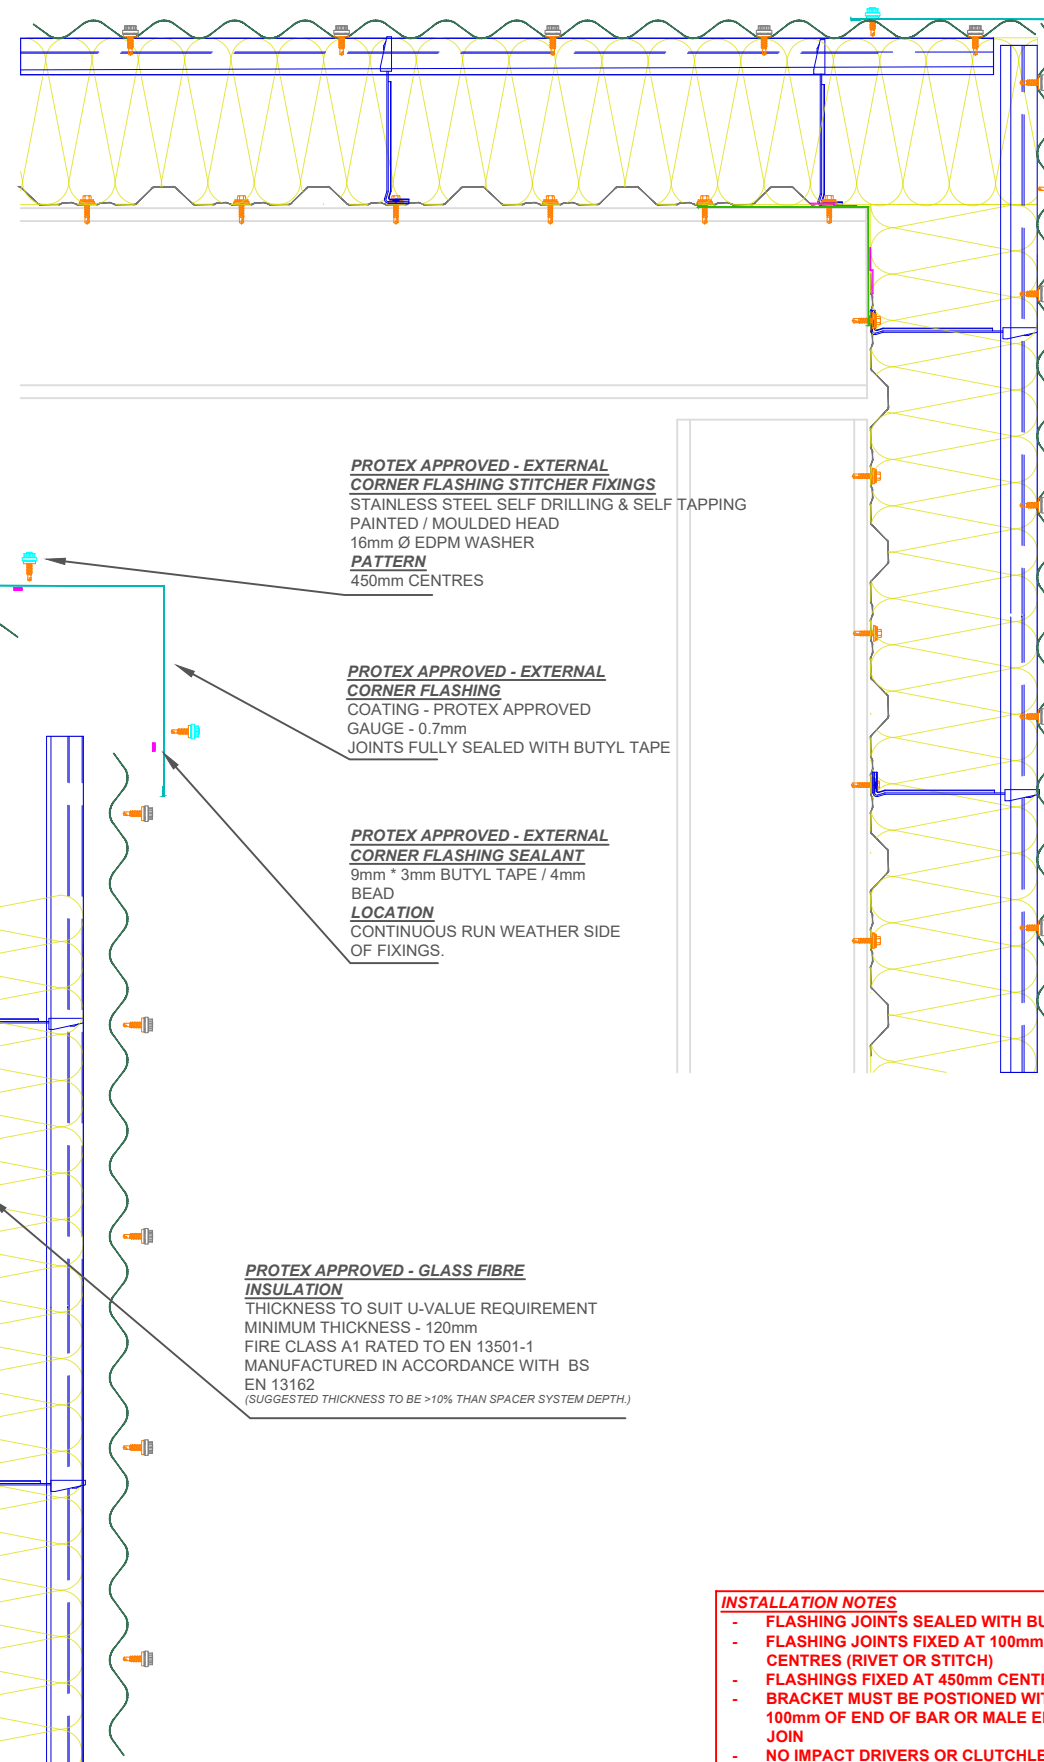 PROTEX APPROVED - EXTERNAL
CORNER FLASHING STITCHER FIXINGS
STAINLESS STEEL SELF DRILLING & SELF TAPPING
PAINTED / MOULDED HEAD
16mm Ø EDPM WASHER
PATTERN
450mm CENTRES
PROTEX APPROVED - EXTERNAL
CORNER FLASHING
COATING - PROTEX APPROVED
GAUGE - 0.7mm
JOINTS FULLY SEALED WITH BUTYL TAPE
PROTEX APPROVED - EXTERNAL
CORNER FLASHING SEALANT
9mm * 3mm BUTYL TAPE / 4mm
BEAD
LOCATION
CONTINUOUS RUN WEATHER SIDE
OF FIXINGS.
PROTEX APPROVED - GLASS FIBRE
INSULATION
THICKNESS TO SUIT U-VALUE REQUIREMENT
MINIMUM THICKNESS - 120mm
FIRE CLASS A1 RATED TO EN 13501-1
MANUFACTURED IN ACCORDANCE WITH BS
EN 13162
(SUGGESTED THICKNESS TO BE >10% THAN SPACER SYSTEM DEPTH.)
INSTALLATION NOTES
- FLASHING JOINTS SEALED WITH
- FLASHING JOINTS FIXED AT 100mm
CENTRES (RIVET OR STITCH)
- FLASHINGS FIXED AT 450mm
- BRACKET MUST BE POSTIONED
100mm OF END OF BAR OR MALE
JOIN
- NO IMPACT DRIVERS OR